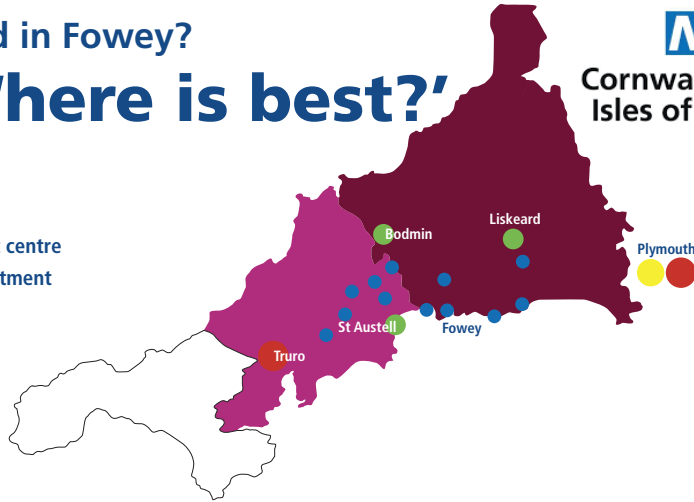 d in Fowey?
here is best?’
Cornwa
Isles of
centre
tment
Bodmin
Liskeard
Plymouth
St Austell
Fowey
Truro